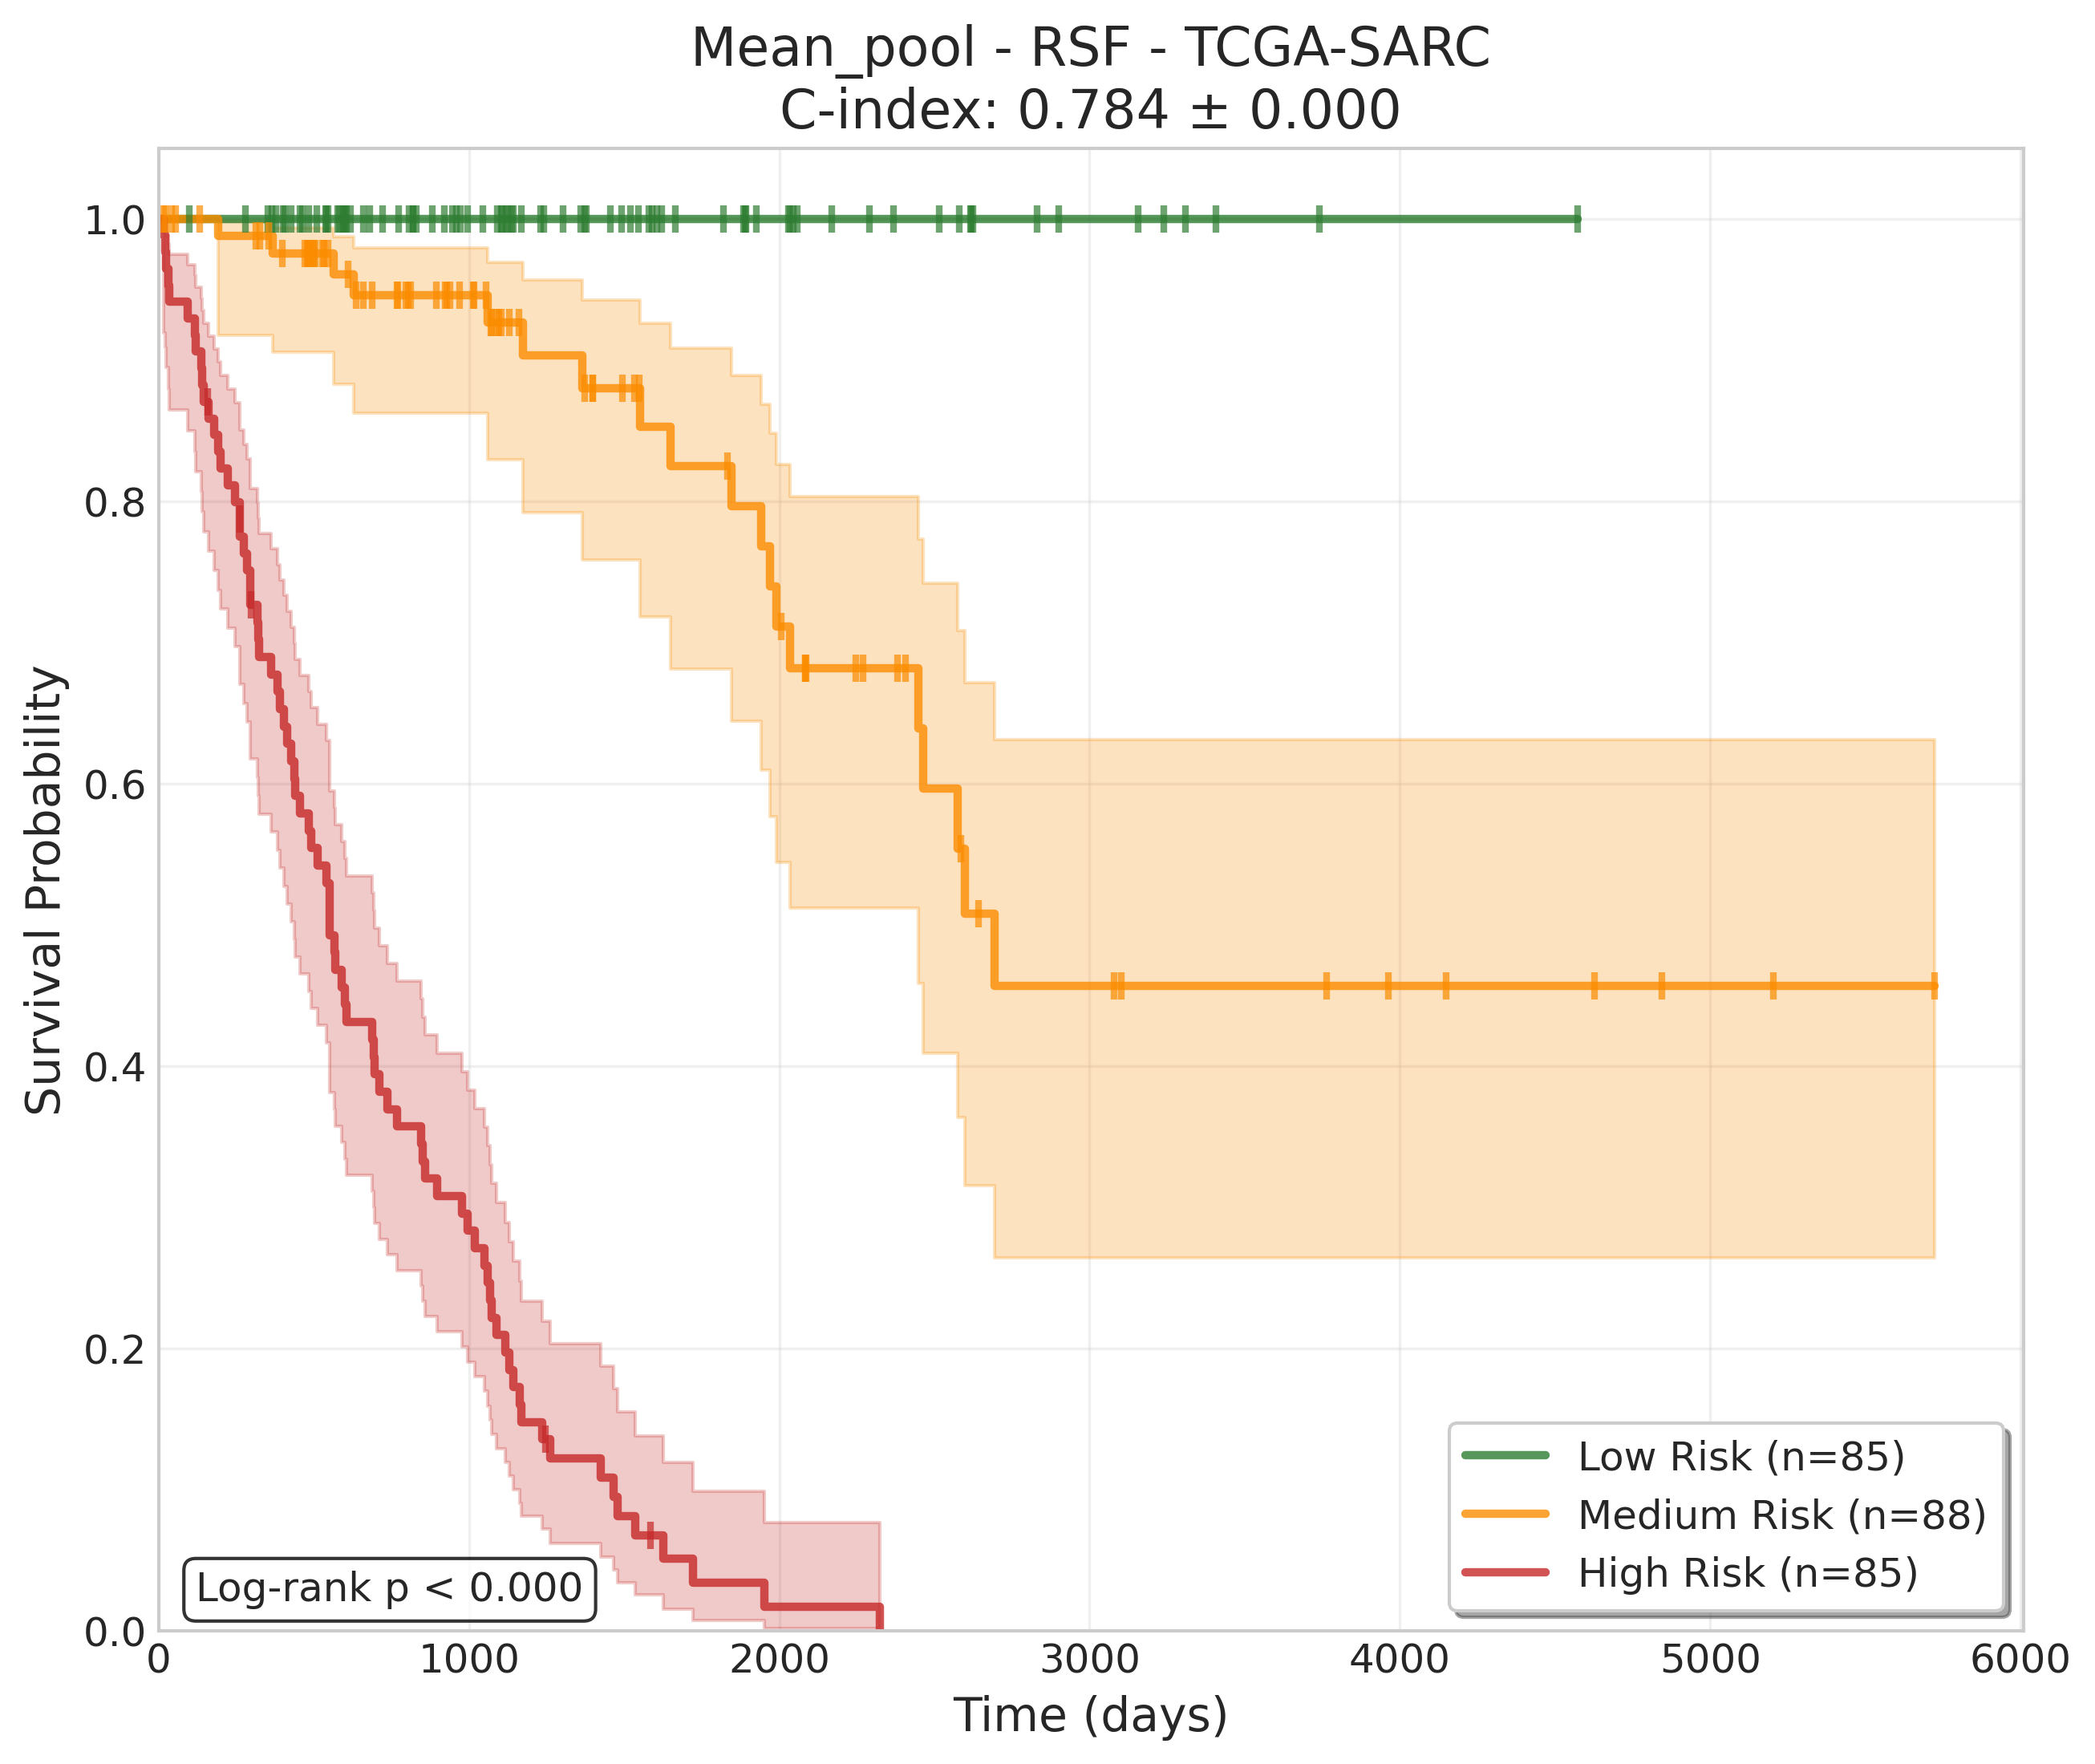 Mean_pool - RSF - TCGA-SARC
C-index: 0.784 ± 0.000
Survival Probability
1.0
0.8
0.6
0.4
0.2
0.0
Log-rank p < 0.000
Low Risk (n=85)
Medium Risk (n=88)
High Risk (n=85)
0 1000 2000 3000 4000 5000 6000
Time (days)